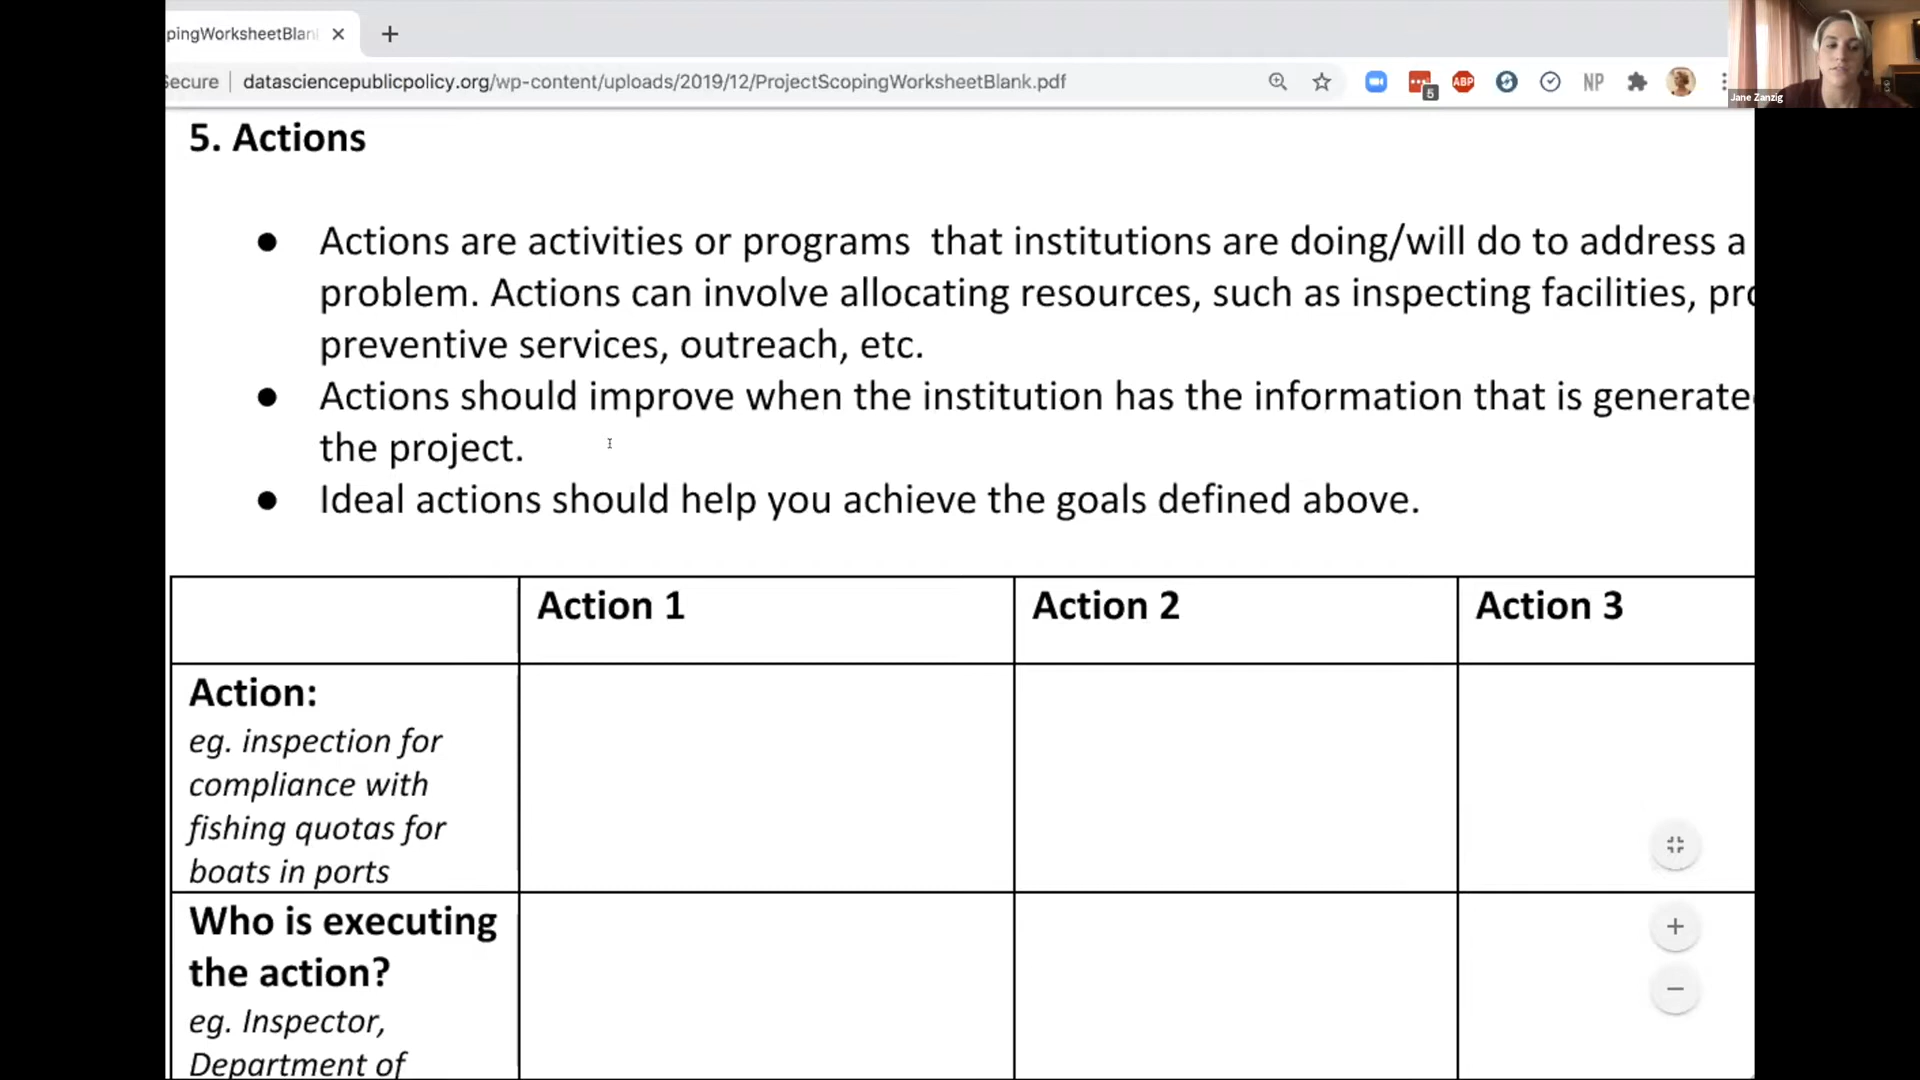 pingWorksheetBlan
Jane Zanzig
datasciencepublicpolicy.org/wp-content/uploads/2019/12/ProjectScopingWorksheetBlank.pdf
5
ABP
NP
5. Actions
● Actions are activities or programs that institutions are doing/will do to address a
problem. Actions can involve allocating resources, such as inspecting facilities,
preventive services, outreach, etc.
● Actions should improve when the institution has the information that is generate
the project.
● Ideal actions should help you achieve the goals defined above.
Action 1
Action 2
Action 3
Action:
eg. inspection for
compliance with
fishing quotas for
boats in ports
Who is executing
the action?
eg. Inspector,
Department of